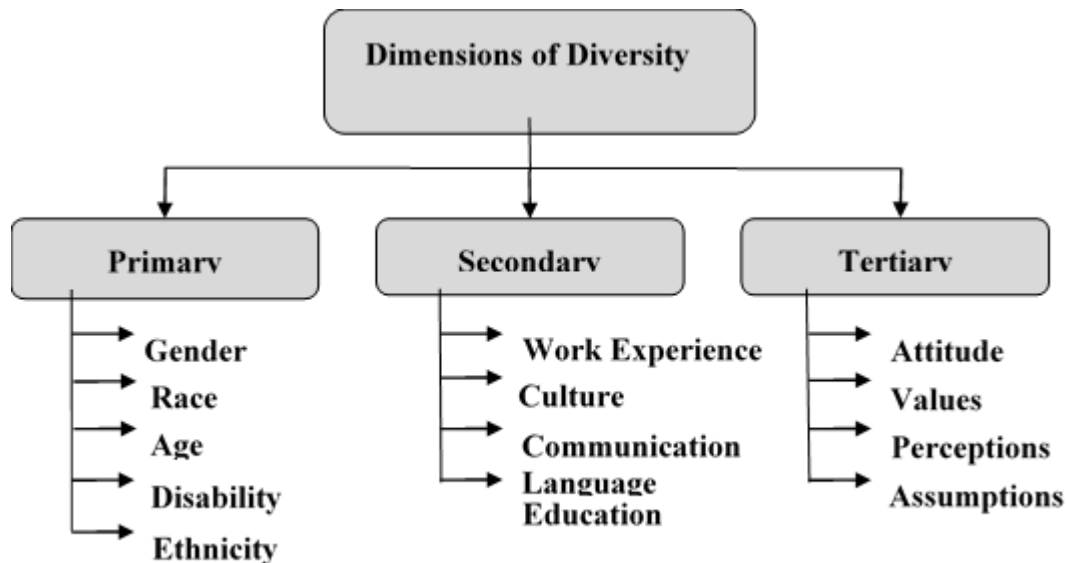 Dimensions of Diversity
Primary
Secondary
Tertiary
Gender
Race
Age
Disability
Ethnicity
Work Experience
Culture
Communication
Language
Education
Attitude
Values
Perceptions
Assumptions